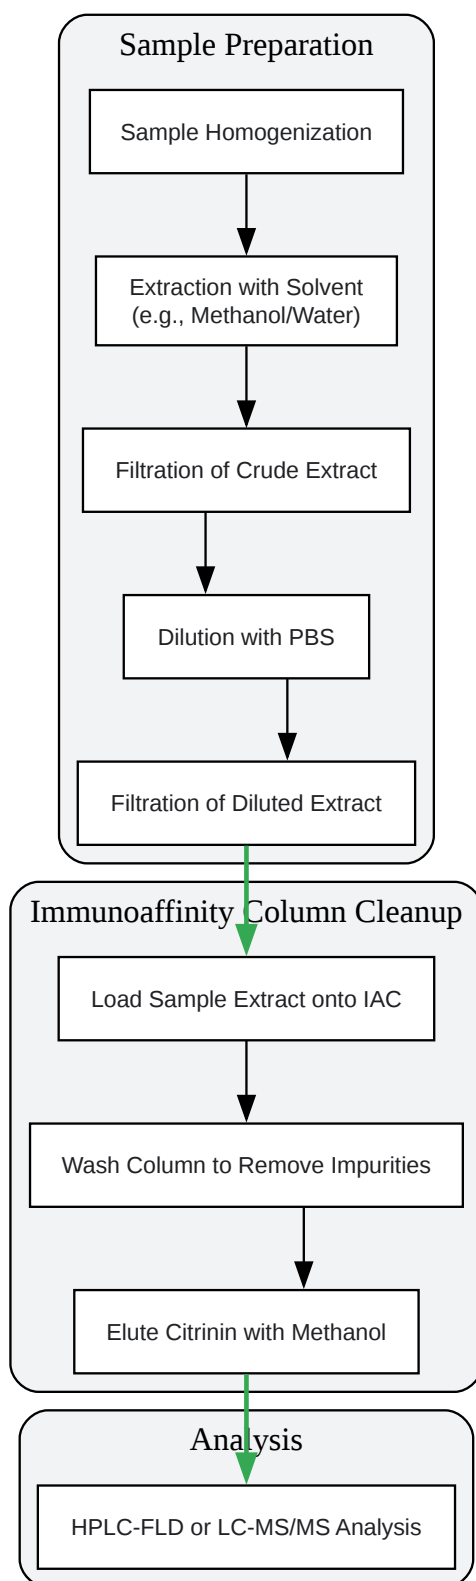 Sample Preparation
Sample Homogenization
Extraction with Solvent
(e.g., Methanol/Water)
Filtration of Crude Extract
Dilution with PBS
Filtration of Diluted Extract
Immunoaffinity Column Cleanup
Load Sample Extract onto IAC
Wash Column to Remove Impurities
Elute Citrinin with Methanol
Analysis
HPLC-FLD or LC-MS/MS Analysis